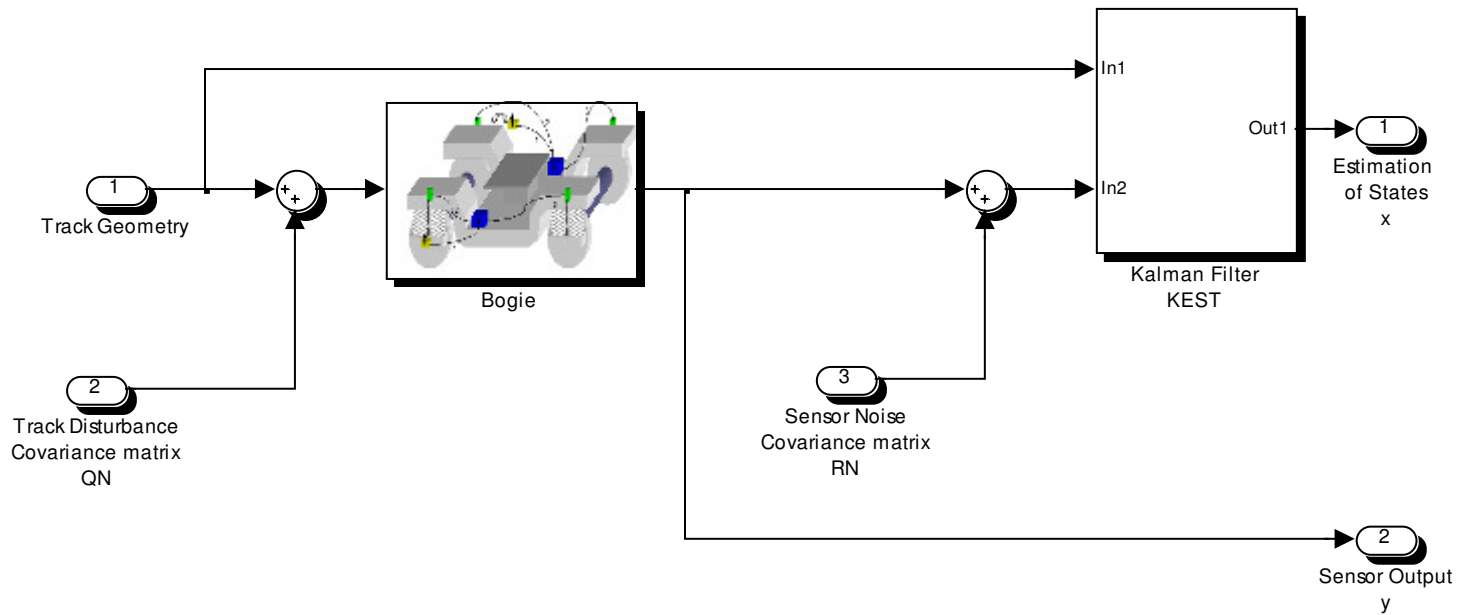 In1
Out1
1
Estimation
of States
x
1
Track Geometry
In2
Kalman Filter
KEST
Bogie
2
Track Disturbance
Covariance matrix
QN
3
Sensor Noise
Covariance matrix
RN
2
Sensor Output
y